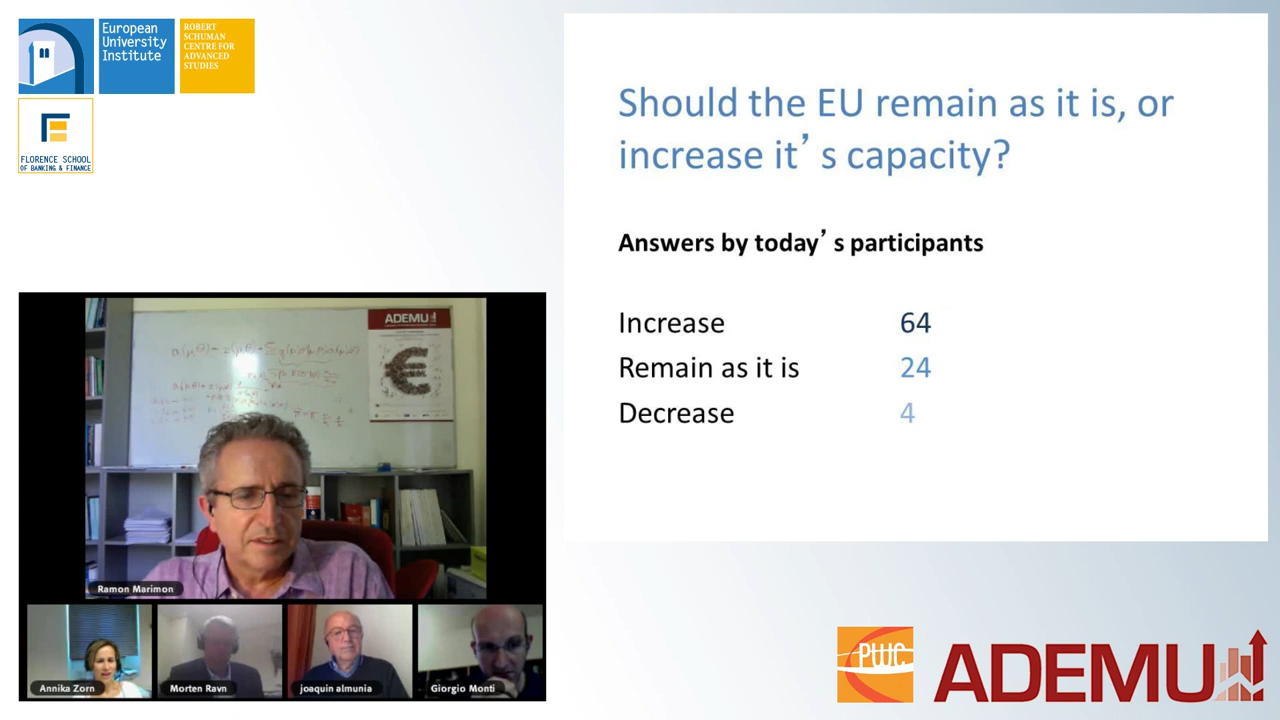 European
University
Institute
ROBERT
SCHUMAN
CENTRE FOR
ADVANCED
STUDIES
FLORENCE SCHOOL
OF BANKING & FINANCE
Should the EU remain as it is, or
increase it’ s capacity?
Answers by today’ s participants
Increase 64
Remain as it is 24
Decrease 4
ADEMU
€
Ramon Marimon
Annika Zorn
Morten Ravn
joaquin almunia
Giorgio Monti
PWC
ADEMU